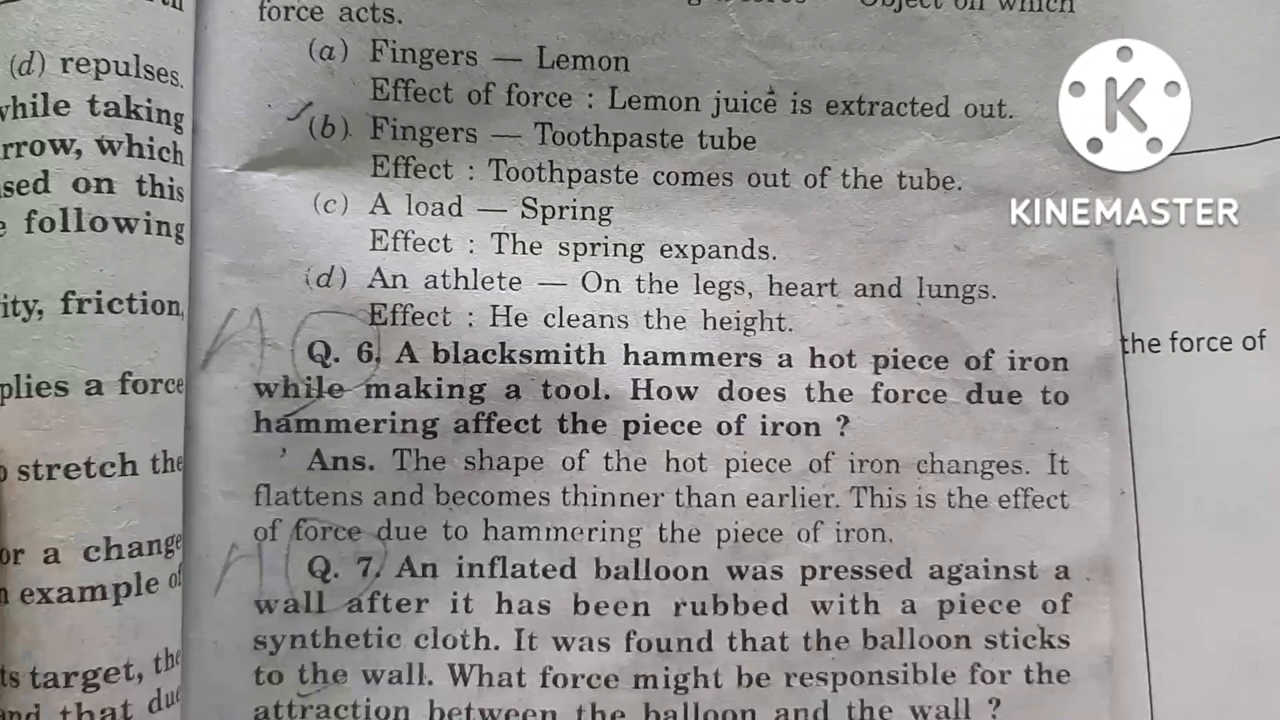 (d) repulses.
while taking
rrow, which
sed on this
following
ity, friction,
plies a force
stretch the
or a change
example of
ts target, the
and that due
Object on which
force acts.
(a) Fingers — Lemon
Effect of force : Lemon juice is extracted out.
(b) Fingers — Toothpaste tube
Effect : Toothpaste comes out of the tube.
(c) A load — Spring
Effect : The spring expands.
(d) An athlete — On the legs, heart and lungs.
Effect : He cleans the height.
Q. 6. A blacksmith hammers a hot piece of iron
while making a tool. How does the force due to
hammering affect the piece of iron ?
Ans. The shape of the hot piece of iron changes. It
flattens and becomes thinner than earlier. This is the effect
of force due to hammering the piece of iron.
Q. 7. An inflated balloon was pressed against a
wall after it has been rubbed with a piece of
synthetic cloth. It was found that the balloon sticks
to the wall. What force might be responsible for the
attraction between the balloon and the wall ?
K
KINEMASTER
the force of